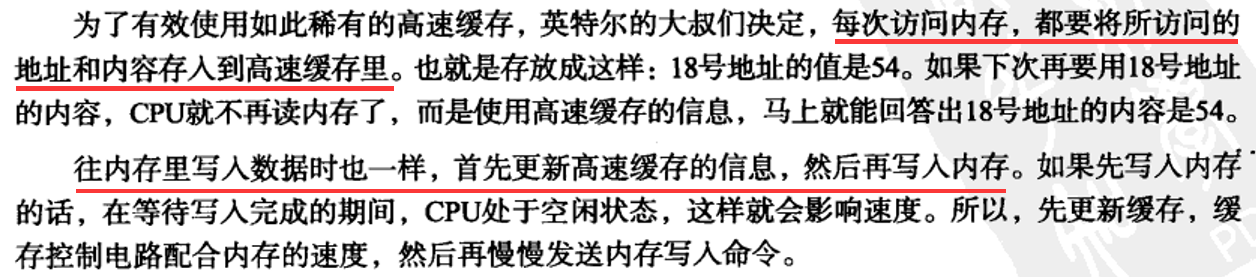 为了有效使用如此稀有的高速缓存，英特尔的大叔们决定，每次访问内存，都要将所访问的
地址和内容存入到高速缓存里。也就是存放成这样：18号地址的值是54。如果下次再要用18号地址
的内容，CPU就不再读内存了，而是使用高速缓存的信息，马上就能回答出18号地址的内容是54。
往内存里写入数据时也一样，首先更新高速缓存的信息，然后再写入内存。如果先写入内存
的话，在等待写入完成的期间，CPU处于空闲状态，这样就会影响速度。所以，先更新缓存，缓
存控制电路配合内存的速度，然后再慢慢发送内存写入命令。